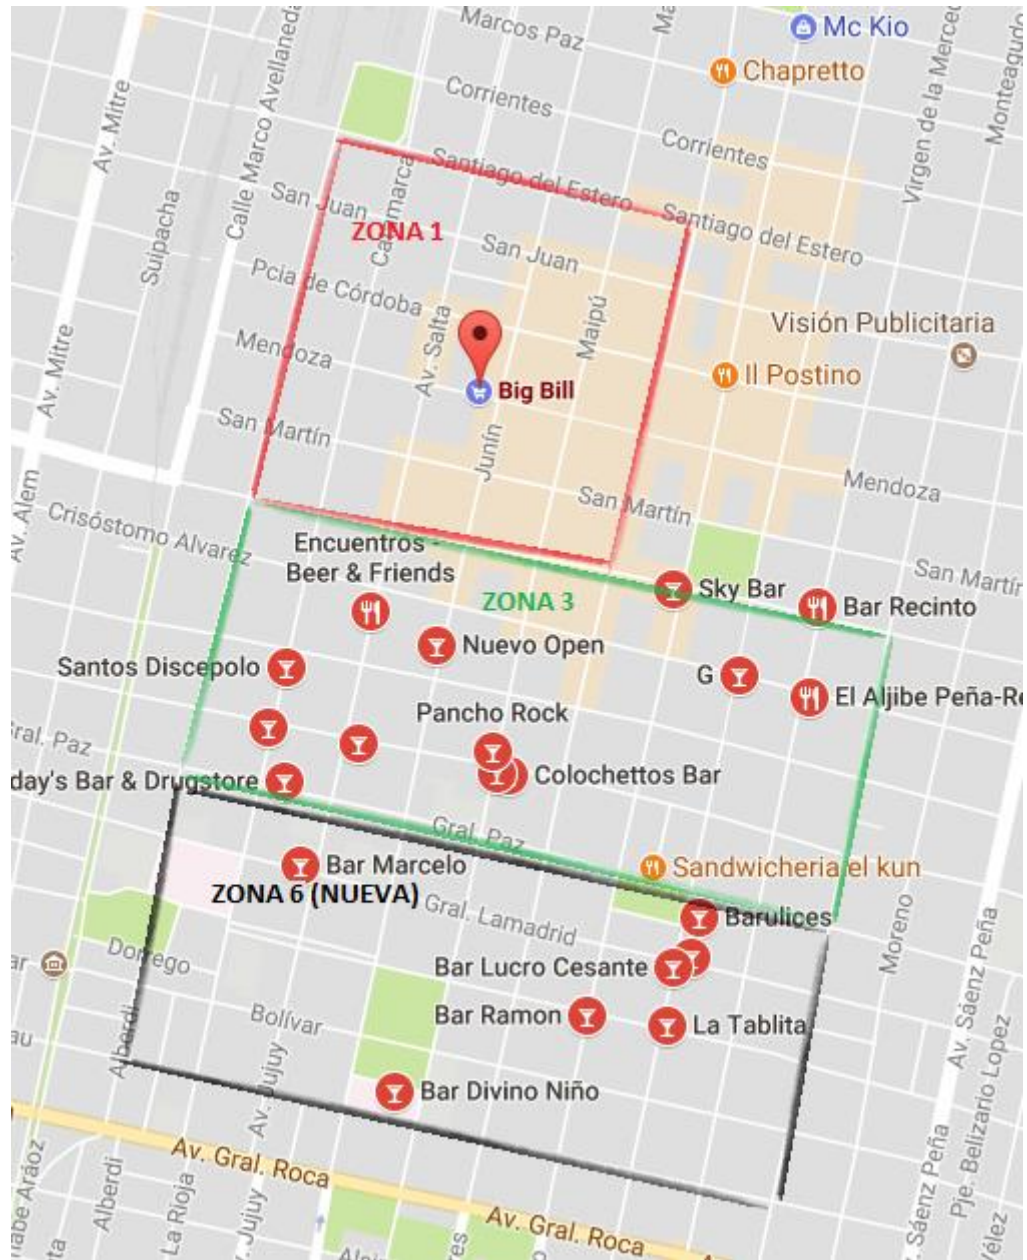 Marcos Paz
Mc Kio
Chapretto
Corrientes
Corrientes
Av. Mitre
Calle Marco Avellaneda
Virgen de la Merced
Monteagudo
Suipacha
Santiago del Estero
Santiago del Estero
San Juan
ZONA 1
San Juan
Pcia de Córdoba
Mendoza
Av. Salta
Maipú
Visión Publicitaria
Il Postino
Big Bill
Av. Mitre
San Martín
Junín
San Martín
Mendoza
Av. Alem
Crisóstomo Alvarez
San Martín
Encuentros -
Beer & Friends
ZONA 3
Sky Bar
Bar Recinto
Nuevo Open
Santos Discepolo
G
El Aljibe Peña-Re
Pancho Rock
Gral. Paz
day's Bar & Drugstore
Colochettos Bar
Gral. Paz
Bar Marcelo
Sandwicheria el kun
ZONA 6 (NUEVA)
Gral. Lamadrid
Barulices
Moreno
Dorrego
Bar Lucro Cesante
Av. Sáenz Peña
Bolívar
Bar Ramon
La Tablita
Alberdi
Av. Jujuy
Bar Divino Niño
Pje. Belizario Lopez
Av. Gral. Roca
Alberdi
La Rioja
Jujuy
Av. Gral. Roca
Sáenz Peña